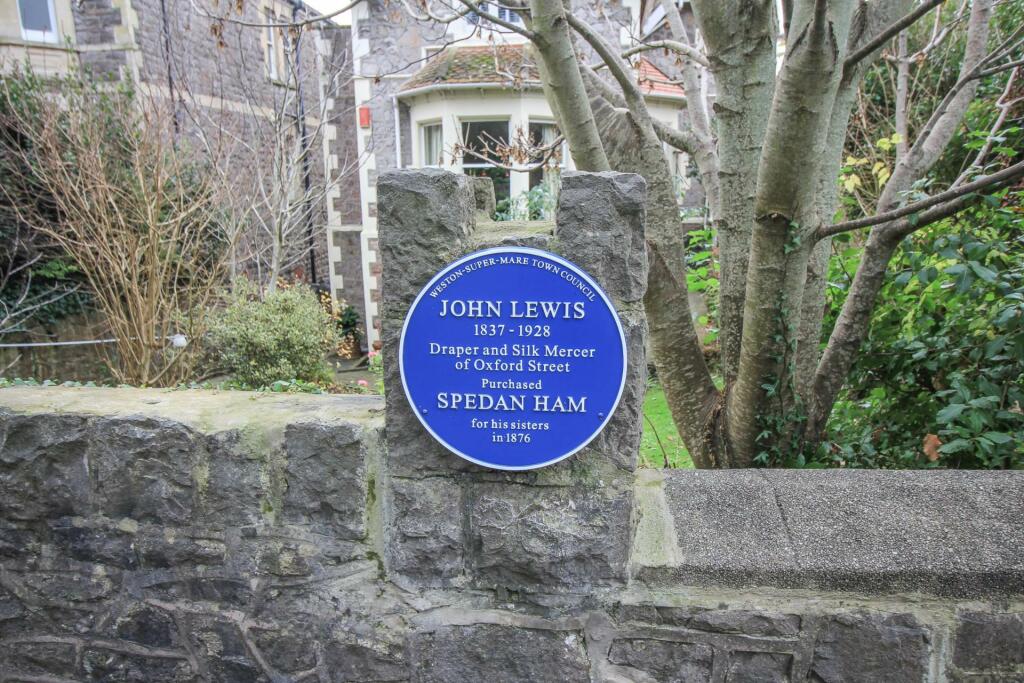 WESTON-SUPER-MARE TOWN COUNCIL
JOHN LEWIS
1837 - 1928
Draper and Silk Mercer
of Oxford Street
Purchased
SPEDAN HAM
for his sisters
in 1876